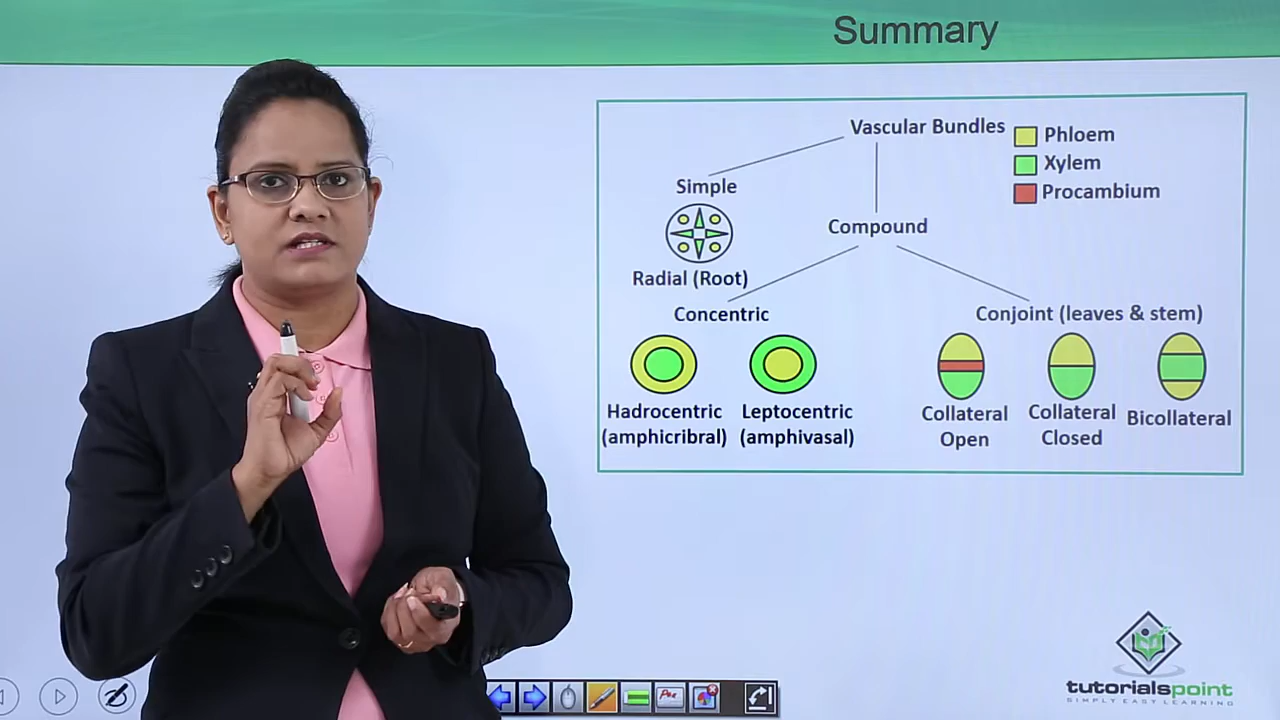 Summary
Vascular Bundles
Phloem
Xylem
Procambium
Simple
Compound
Radial (Root)
Concentric
Conjoint (leaves & stem)
Hadrocentric
(amphicribral)
Leptocentric
(amphivasal)
Collateral
Open
Collateral
Closed
Bicollateral
tutorialspoint
SIMPLY EASY LEARNING